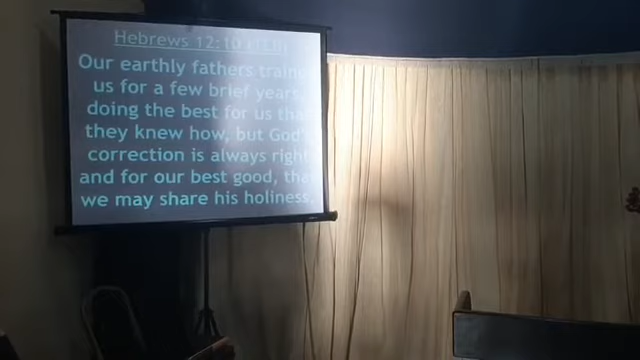 Hebrews 12:10 (TLB)
Our earthly fathers trained
us for a few brief years,
doing the best for us that
they knew how, but God's
correction is always right
and for our best good, that
we may share his holiness.